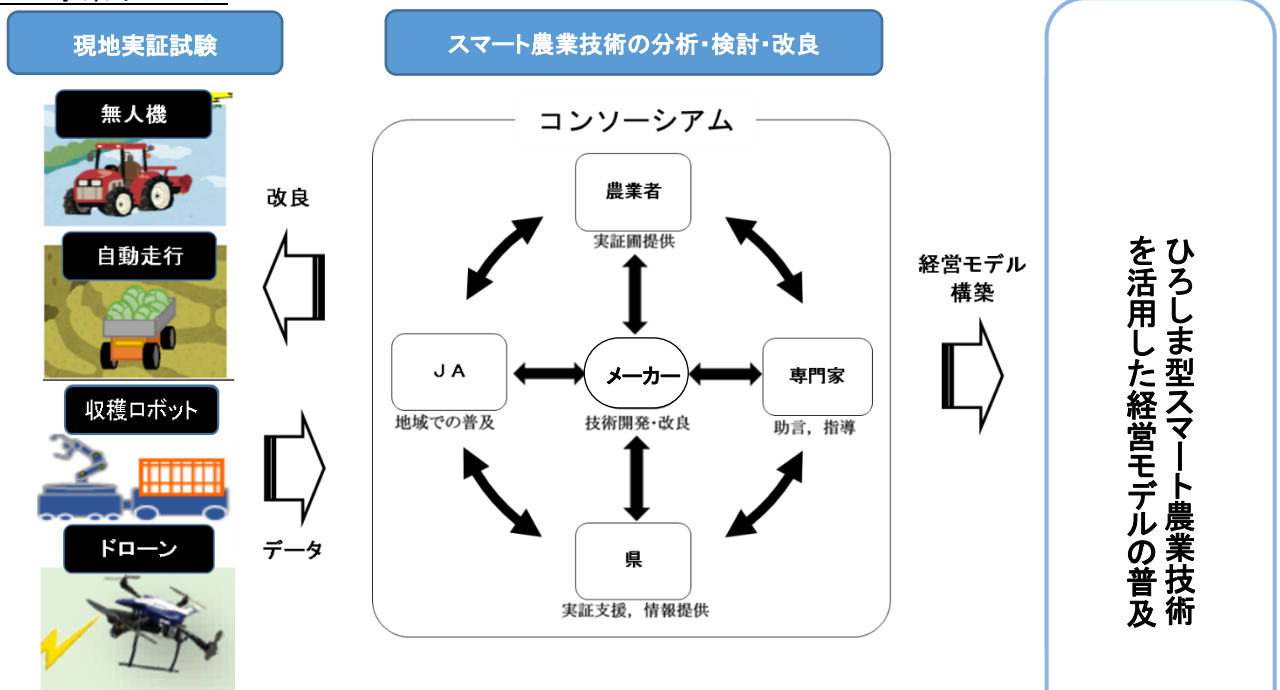 現地実証試験
スマート農業技術の分析・検討・改良
無人機
自動走行
収穫ロボット
ドローン
改良
データ
コンソーシアム
農業者
実証圃提供
JA
地域での普及
メーカー
技術開発・改良
専門家
助言，指導
県
実証支援，情報提供
経営モデル
構築
ひろしま型スマート農業技術
を活用した経営モデルの普及